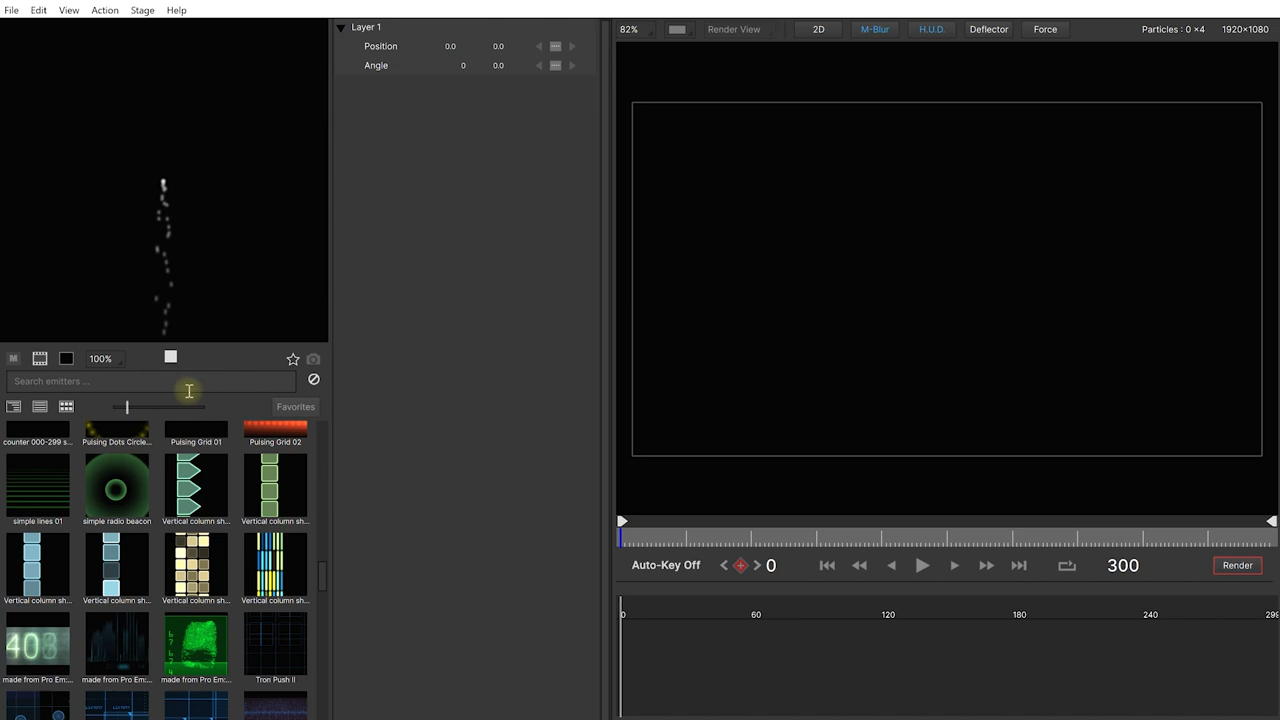 File Edit View Action Stage Help
Layer 1
Position 0.0 0.0
Angle 0 0.0
82% Render View 2D M-Blur H.U.D. Deflector Force Particles : 0 ×4 1920×1080
M 100%
Search emitters ...
Favorites
counter 000-299 s... Pulsing Dots Circle... Pulsing Grid 01 Pulsing Grid 02
simple lines 01 simple radio beacon Vertical column sh... Vertical column sh...
Vertical column sh... Vertical column sh... Vertical column sh... Vertical column sh...
made from Pro Em:... made from Pro Em:... made from Pro Em:... Tron Push II
Auto-Key Off 0 300 Render
0 60 120 180 240 299